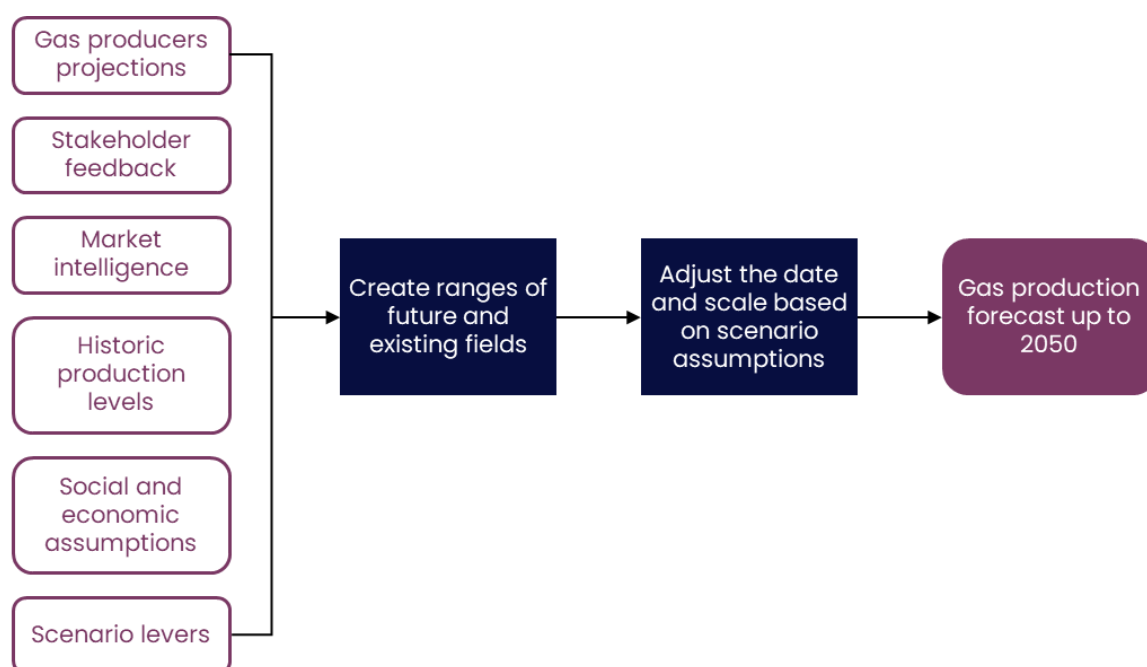 Gas producers
projections
Stakeholder
feedback
Market
intelligence
Historic
production
levels
Social and
economic
assumptions
Scenario levers
Create ranges of
future and
existing fields
Adjust the date
and scale based
on scenario
assumptions
Gas production
forecast up to
2050